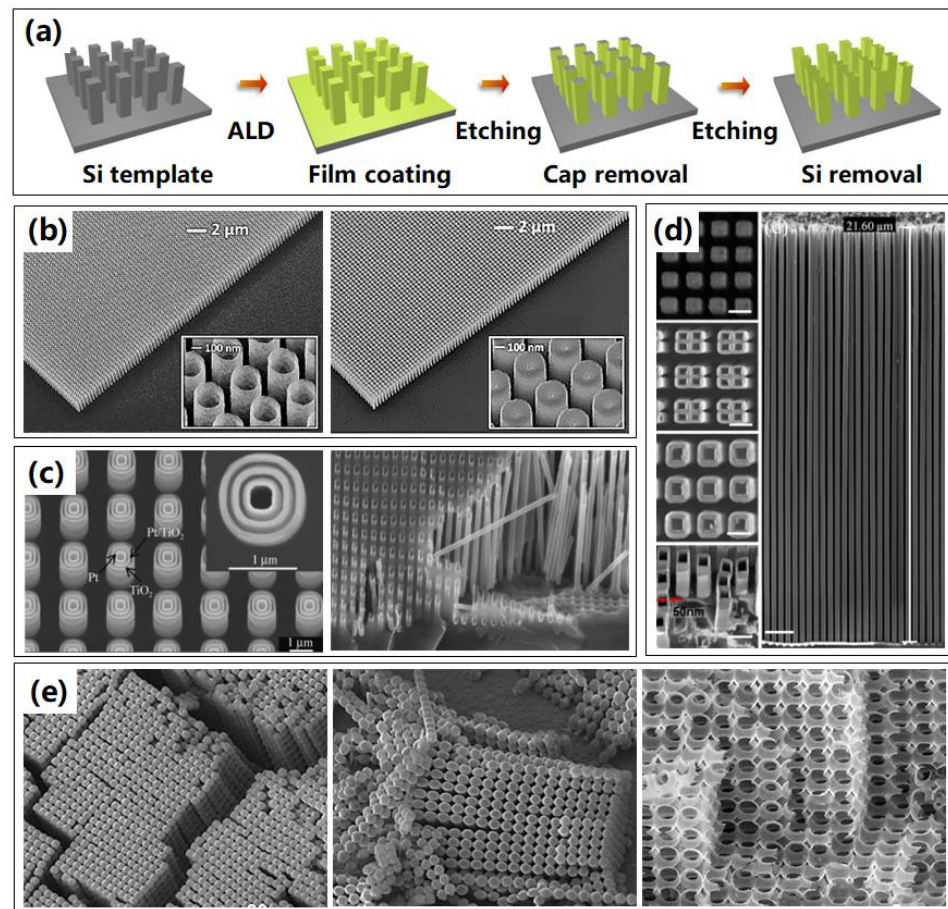 (a)
ALD
Etching
Etching
Si template
Film coating
Cap removal
Si removal
(b)
2 μm
100 nm
2 μm
100 nm
(c)
Pt/TiO₂
Pt
TiO₂
1 μm
1 μm
(d)
21.60 μm
50nm
(e)